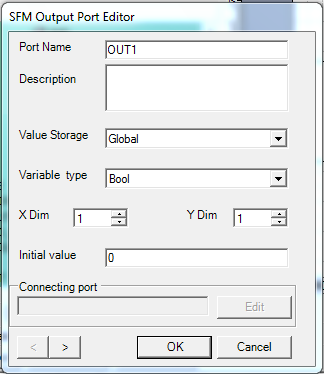 SFM Output Port Editor
Port Name OUT1
Description
Value Storage Global
Variable type Bool
X Dim 1 Y Dim 1
Initial value 0
Connecting port
Edit
< > OK Cancel